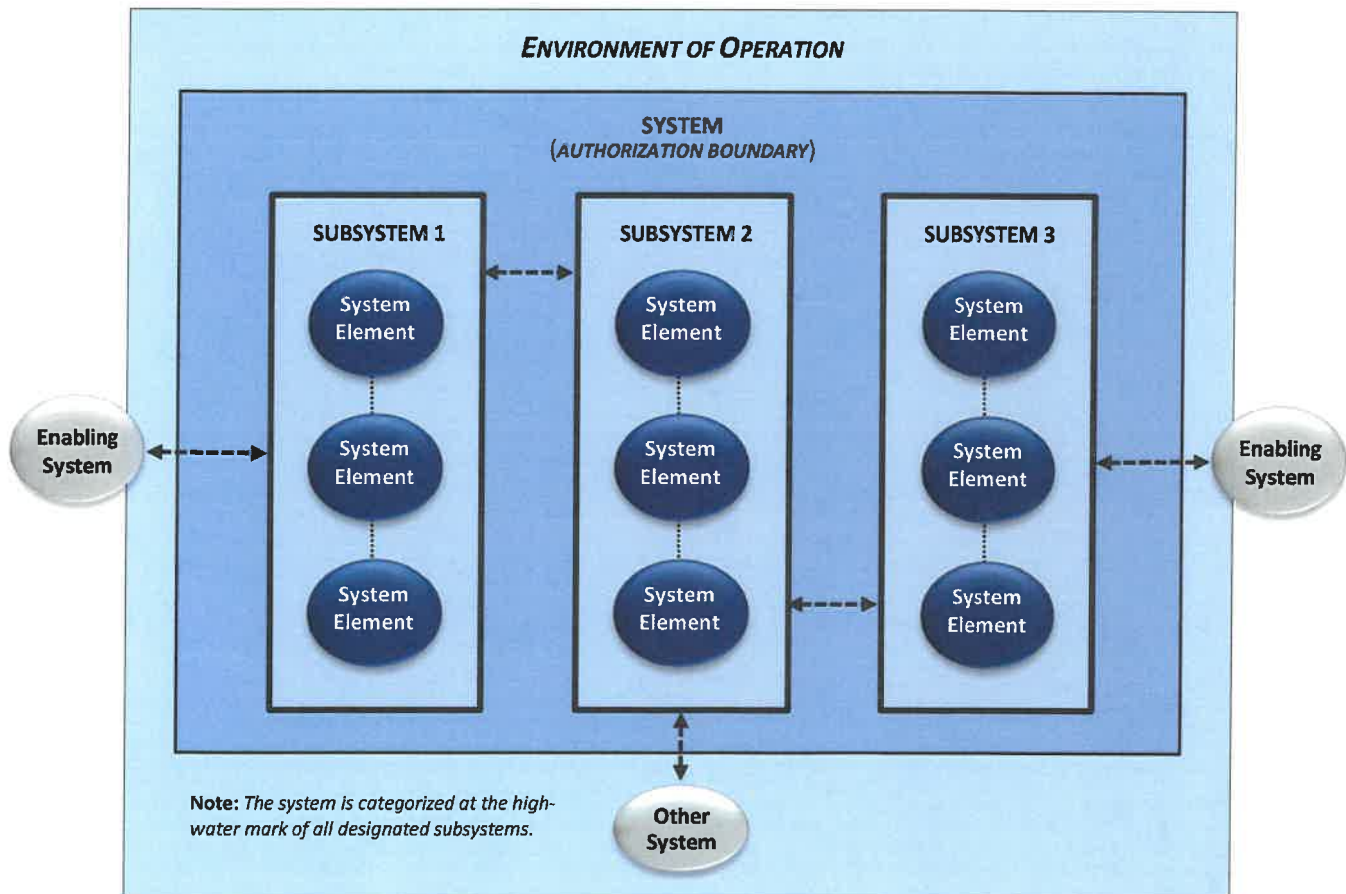 ENVIRONMENT OF OPERATION
SYSTEM
(AUTHORIZATION BOUNDARY)
SUBSYSTEM 1
SUBSYSTEM 2
SUBSYSTEM 3
System
Element
System
Element
System
Element
Enabling
System
System
Element
System
Element
System
Element
Enabling
System
System
Element
System
Element
System
Element
Note: The system is categorized at the high-
water mark of all designated subsystems.
Other
System